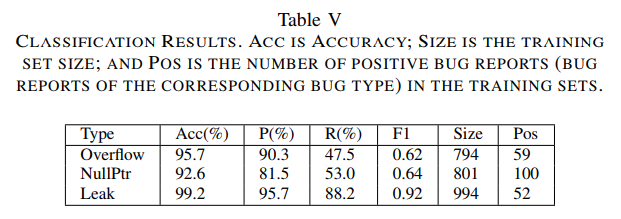 Table V
CLASSIFICATION RESULTS. ACC IS ACCURACY; SIZE IS THE TRAINING
SET SIZE; AND POS IS THE NUMBER OF POSITIVE BUG REPORTS (BUG
REPORTS OF THE CORRESPONDING BUG TYPE) IN THE TRAINING SETS.
Type Acc(%) P(%) R(%) F1 Size Pos
Overflow 95.7 90.3 47.5 0.62 794 59
NullPtr 92.6 81.5 53.0 0.64 801 100
Leak 99.2 95.7 88.2 0.92 994 52